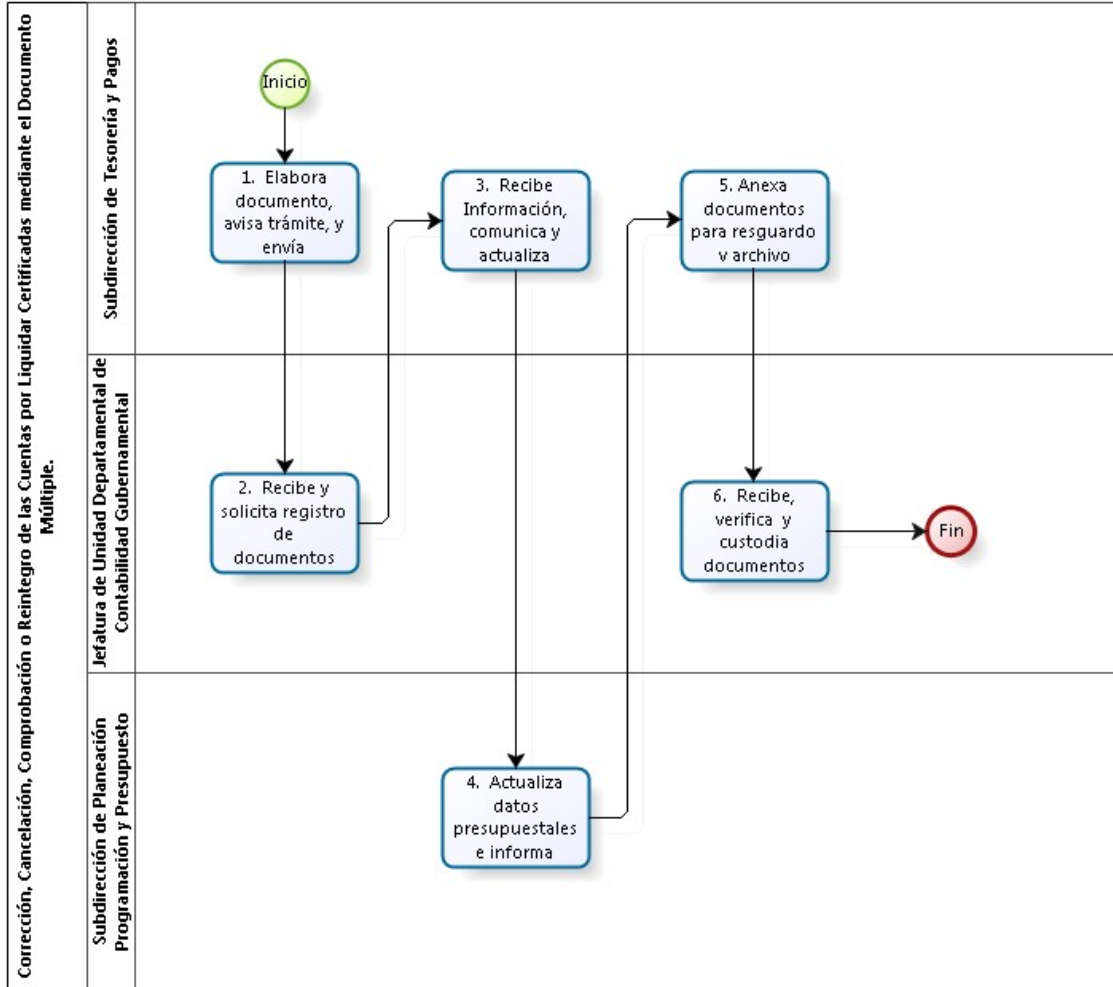 Corrección, Cancelación, Comprobación o Reintegro de las Cuentas por Liquidar Certificadas mediante el Documento
Múltiple.
Subdirección de Tesorería y Pagos
Inicio
1. Elabora
documento,
avisa trámite, y
envía
3. Recibe
Información,
comunica y
actualiza
5. Anexa
documentos
para resguardo
y archivo
Jefatura de Unidad Departamental de
Contabilidad Gubernamental
2. Recibe y
solicita registro
de
documentos
6. Recibe,
verifica y
custodia
documentos
Fin
Subdirección de Planeación
Programación y Presupuesto
4. Actualiza
datos
presupuestales
e informa